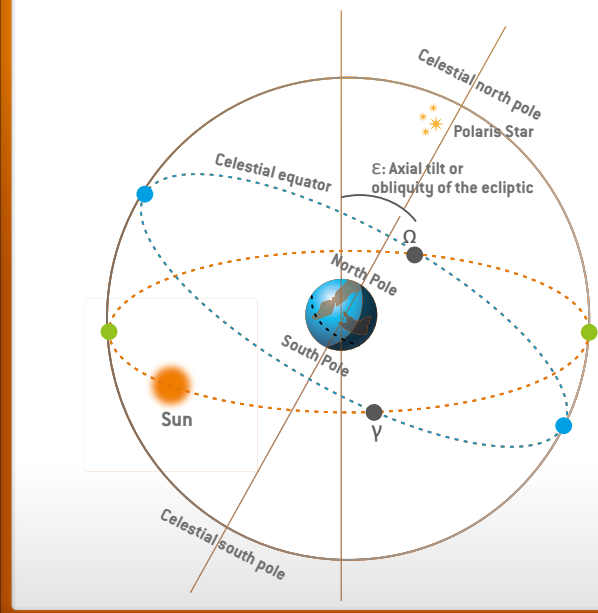 Celestial north pole
Polaris Star
Celestial equator
Ɛ: Axial tilt or
obliquity of the ecliptic
Ω
North Pole
South Pole
Sun
γ
Celestial south pole